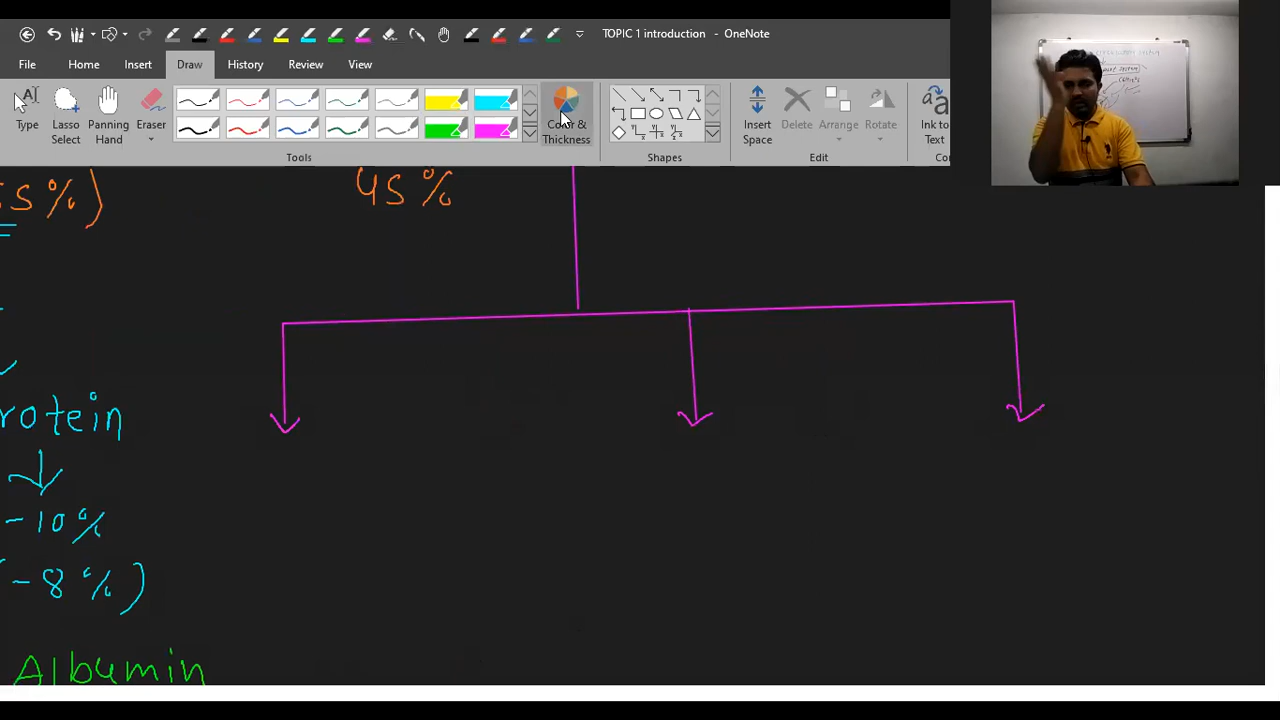 TOPIC 1 introduction - OneNote
File Home Insert Draw History Review View
Type
Lasso Select
Panning Hand
Eraser
Color & Thickness
Insert Space
Delete
Arrange
Rotate
Ink to Text
Tools
Shapes
Edit
5%)
45%
rotein
-10%
(-8%)
Albumin